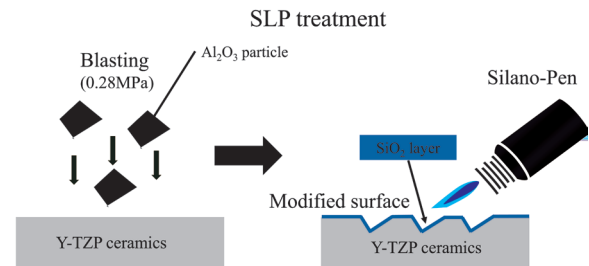 SLP treatment
Blasting
(0.28MPa)
Al₂O₃ particle
Y-TZP ceramics
Silano-Pen
SiO₂ layer
Modified surface
Y-TZP ceramics